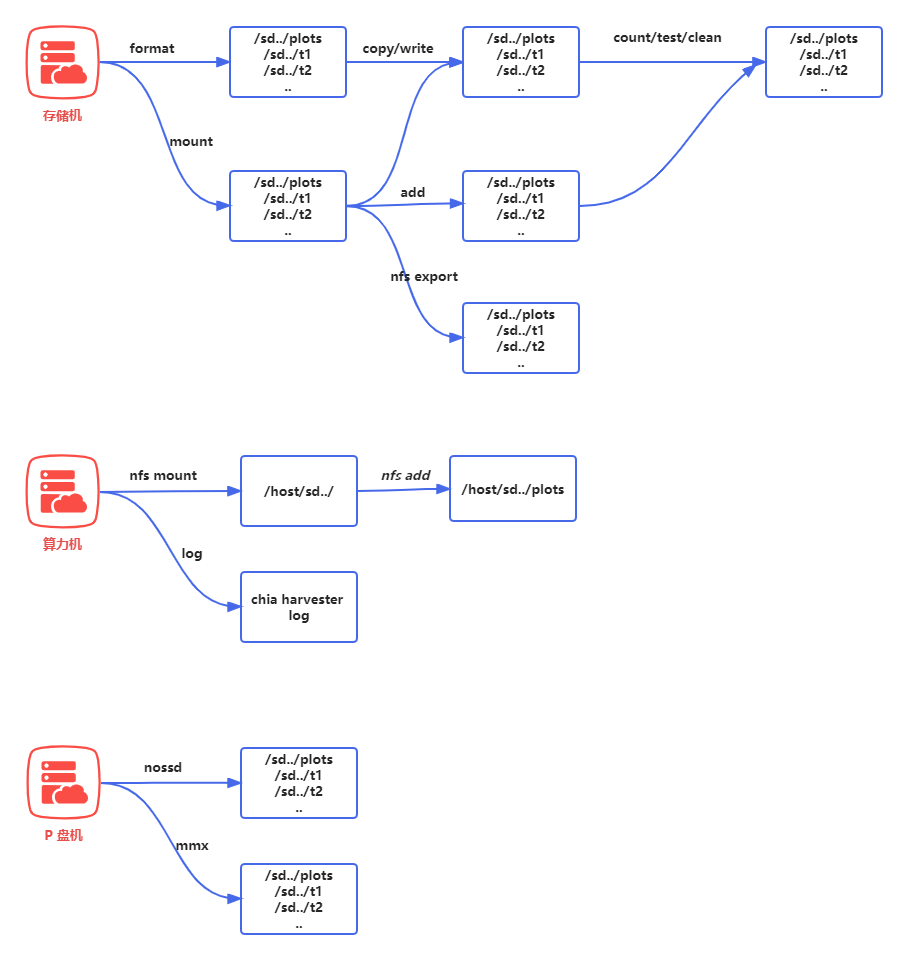 format
/sd../plots
/sd../t1
/sd../t2
..
copy/write
/sd../plots
/sd../t1
/sd../t2
..
count/test/clean
/sd../plots
/sd../t1
/sd../t2
..
存储机
mount
/sd../plots
/sd../t1
/sd../t2
..
add
/sd../plots
/sd../t1
/sd../t2
..
nfs export
/sd../plots
/sd../t1
/sd../t2
..
nfs mount
/host/sd../
nfs add
/host/sd../plots
算力机
log
chia harvester
log
nossd
/sd../plots
/sd../t1
/sd../t2
..
P 盘机
mmx
/sd../plots
/sd../t1
/sd../t2
..